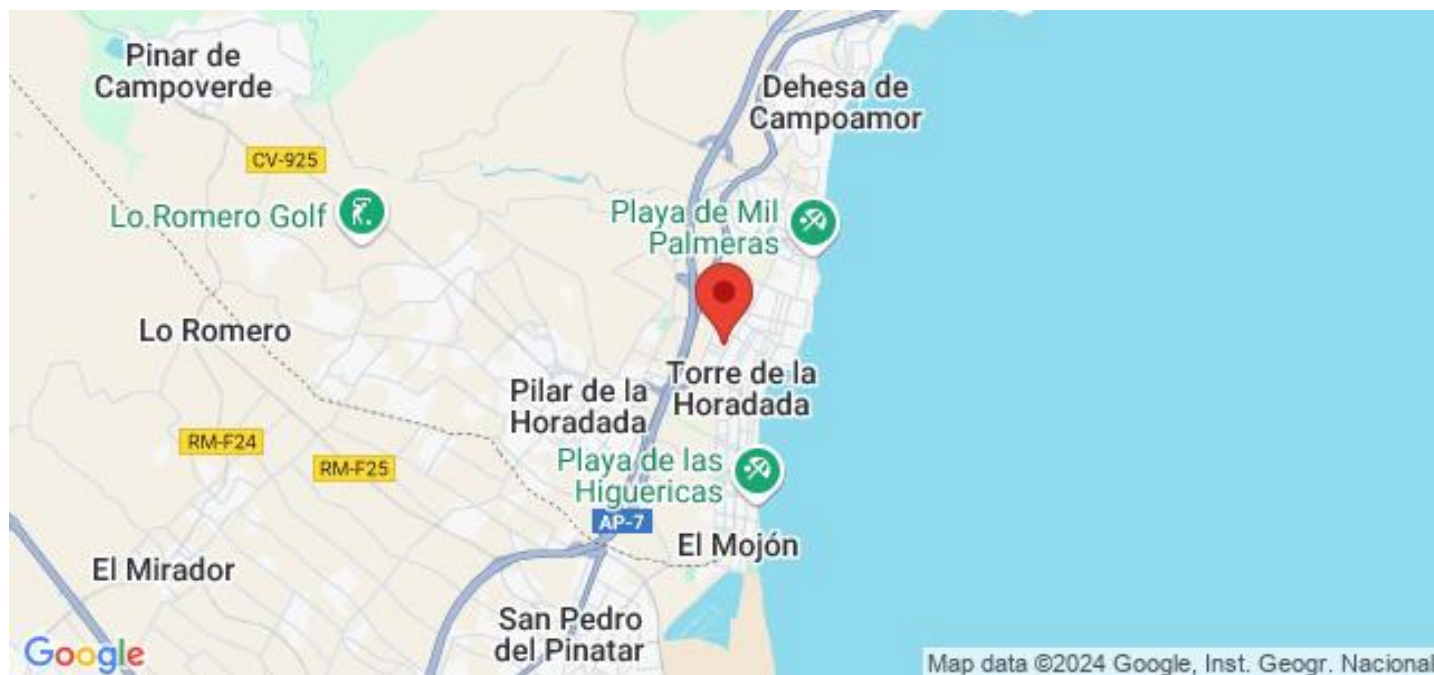 Pinar de
Campoverde
Dehesa de
Campoamor
CV-925
Lo Romero Golf
Playa de Mil
Palmeras
Lo Romero
Torre de la
Horadada
Pilar de la
Horadada
RM-F24
RM-F25
Playa de las
Higuericas
AP-7
El Mojón
El Mirador
San Pedro
del Pinatar
Google
Map data ©2024 Google, Inst. Geogr. Nacional